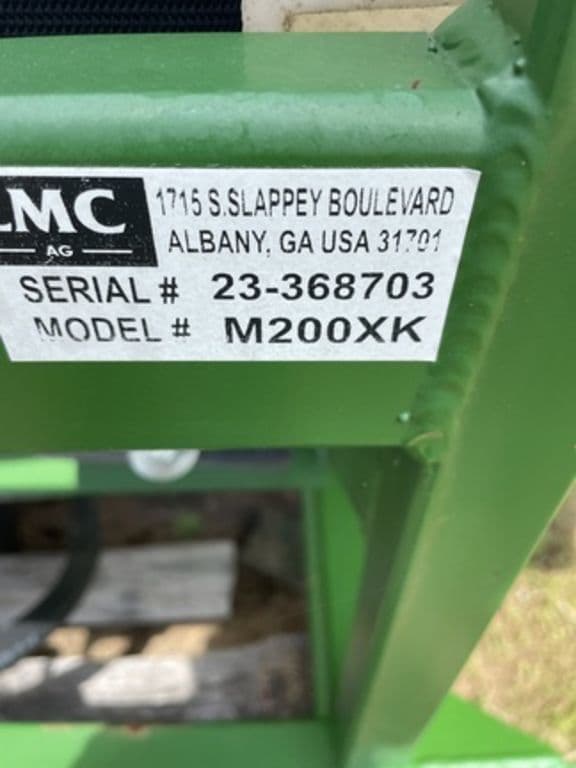 LMC
AG
1715 S.SLAPPEY BOULEVARD
ALBANY, GA USA 31701
SERIAL # 23-368703
MODEL # M200XK